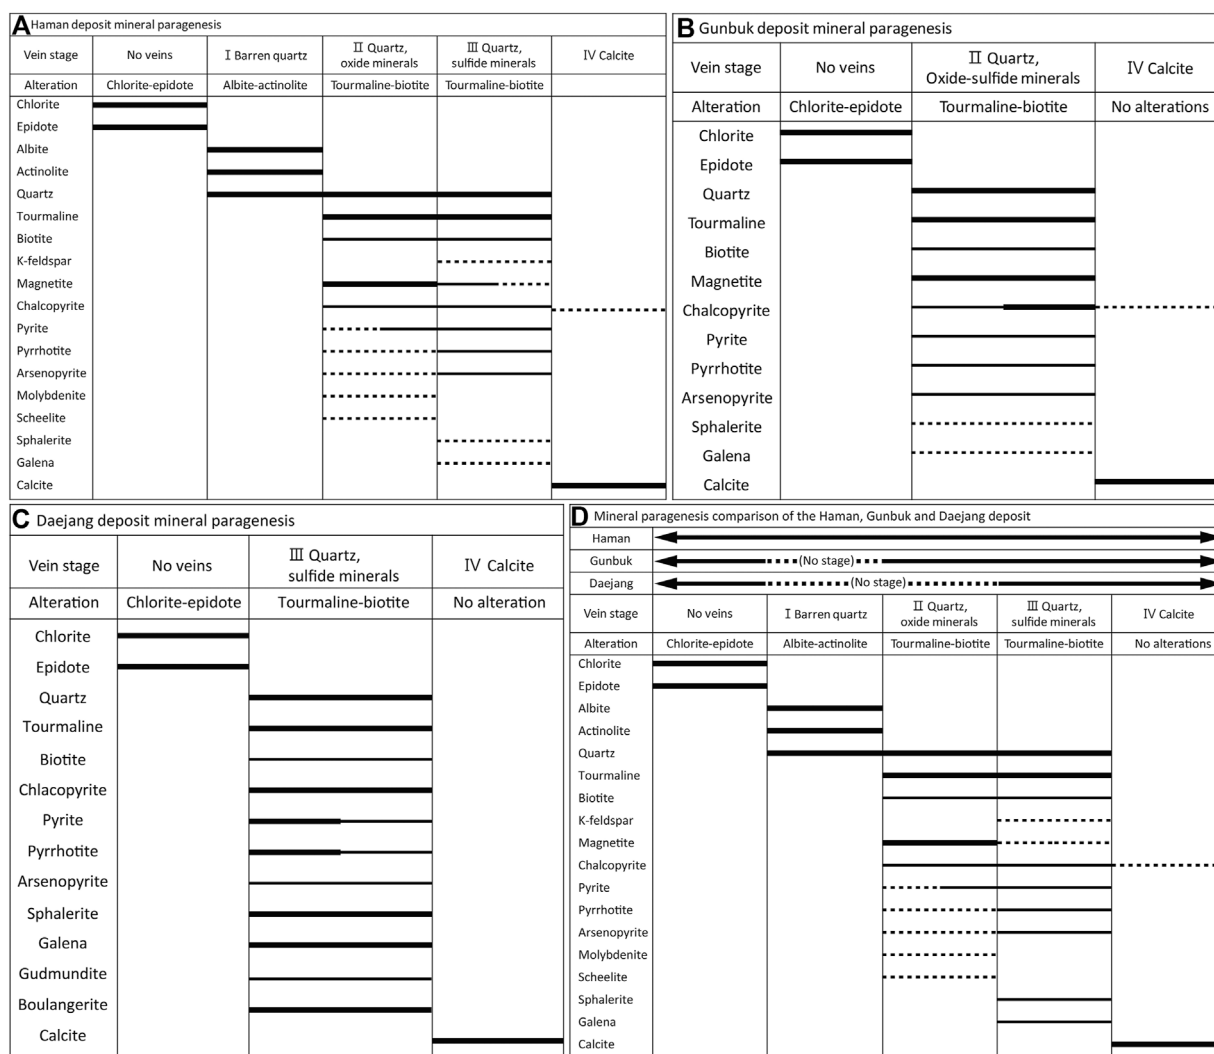 A Haman deposit mineral paragenesis
Vein stage No veins Ⅰ Barren quartz Ⅱ Quartz, oxide minerals Ⅲ Quartz, sulfide minerals Ⅳ Calcite
Alteration Chlorite-epidote Albite-actinolite Tourmaline-biotite Tourmaline-biotite
Chlorite
Epidote
Albite
Actinolite
Quartz
Tourmaline
Biotite
K-feldspar
Magnetite
Chalcopyrite
Pyrite
Pyrrhotite
Arsenopyrite
Molybdenite
Scheelite
Sphalerite
Galena
Calcite
B Gunbuk deposit mineral paragenesis
Vein stage No veins Ⅱ Quartz, Oxide-sulfide minerals Ⅳ Calcite
Alteration Chlorite-epidote Tourmaline-biotite No alterations
Chlorite
Epidote
Quartz
Tourmaline
Biotite
Magnetite
Chalcopyrite
Pyrite
Pyrrhotite
Arsenopyrite
Sphalerite
Galena
Calcite
C Daejang deposit mineral paragenesis
Vein stage No veins Ⅲ Quartz, sulfide minerals Ⅳ Calcite
Alteration Chlorite-epidote Tourmaline-biotite No alteration
Chlorite
Epidote
Quartz
Tourmaline
Biotite
Chlacopyrite
Pyrite
Pyrrhotite
Arsenopyrite
Sphalerite
Galena
Gudmundite
Boulangerite
Calcite
D Mineral paragenesis comparison of the Haman, Gunbuk and Daejang deposit
Haman
Gunbuk (No stage)
Daejang (No stage)
Vein stage No veins Ⅰ Barren quartz Ⅱ Quartz, oxide minerals Ⅲ Quartz, sulfide minerals Ⅳ Calcite
Alteration Chlorite-epidote Albite-actinolite Tourmaline-biotite Tourmaline-biotite No alterations
Chlorite
Epidote
Albite
Actinolite
Quartz
Tourmaline
Biotite
K-feldspar
Magnetite
Chalcopyrite
Pyrite
Pyrrhotite
Arsenopyrite
Molybdenite
Scheelite
Sphalerite
Galena
Calcite